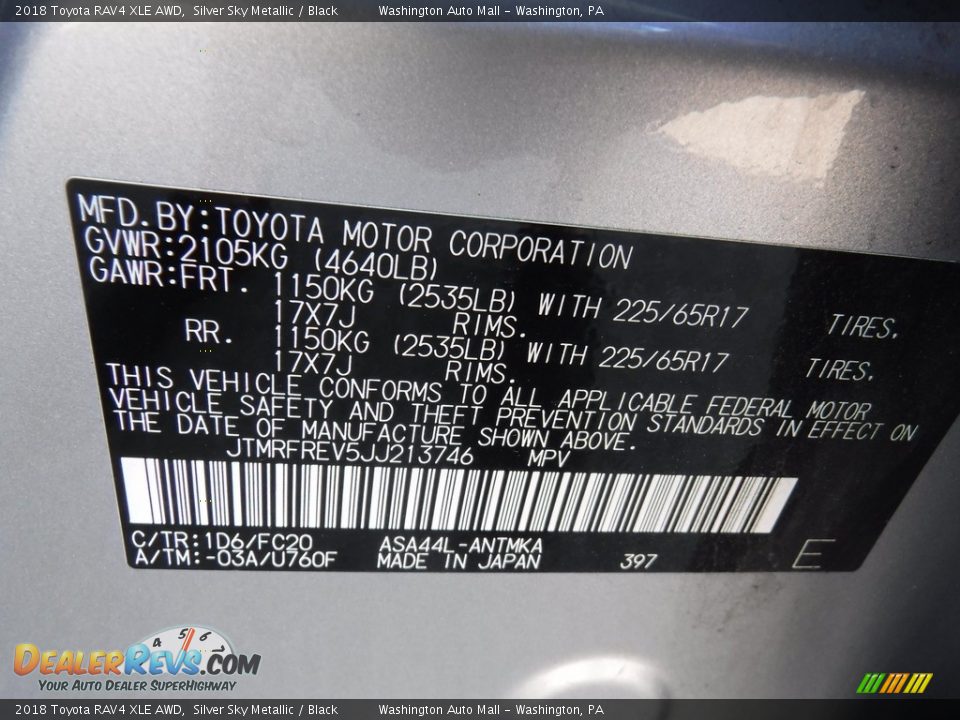 2018 Toyota RAV4 XLE AWD, Silver Sky Metallic / Black Washington Auto Mall - Washington, PA
MFD.BY:TOYOTA MOTOR CORPORATION
GVWR:2105KG (4640LB)
GAWR:FRT. 1150KG (2535LB) WITH 225/65R17 TIRES.
17X7J RIMS.
RR. 1150KG (2535LB) WITH 225/65R17 TIRES.
17X7J RIMS.
THIS VEHICLE CONFORMS TO ALL APPLICABLE FEDERAL MOTOR
VEHICLE SAFETY AND THEFT PREVENTION STANDARDS IN EFFECT ON
THE DATE OF MANUFACTURE SHOWN ABOVE.
JTMRFREV5JJ213746 MPV
C/TR:1D6/FC20 ASA44L-ANTMKA
A/TM:-03A/U760F MADE IN JAPAN 397 E
4 5 6
DEALERREVS.COM
YOUR AUTO DEALER SUPERHIGHWAY
2018 Toyota RAV4 XLE AWD, Silver Sky Metallic / Black Washington Auto Mall - Washington, PA